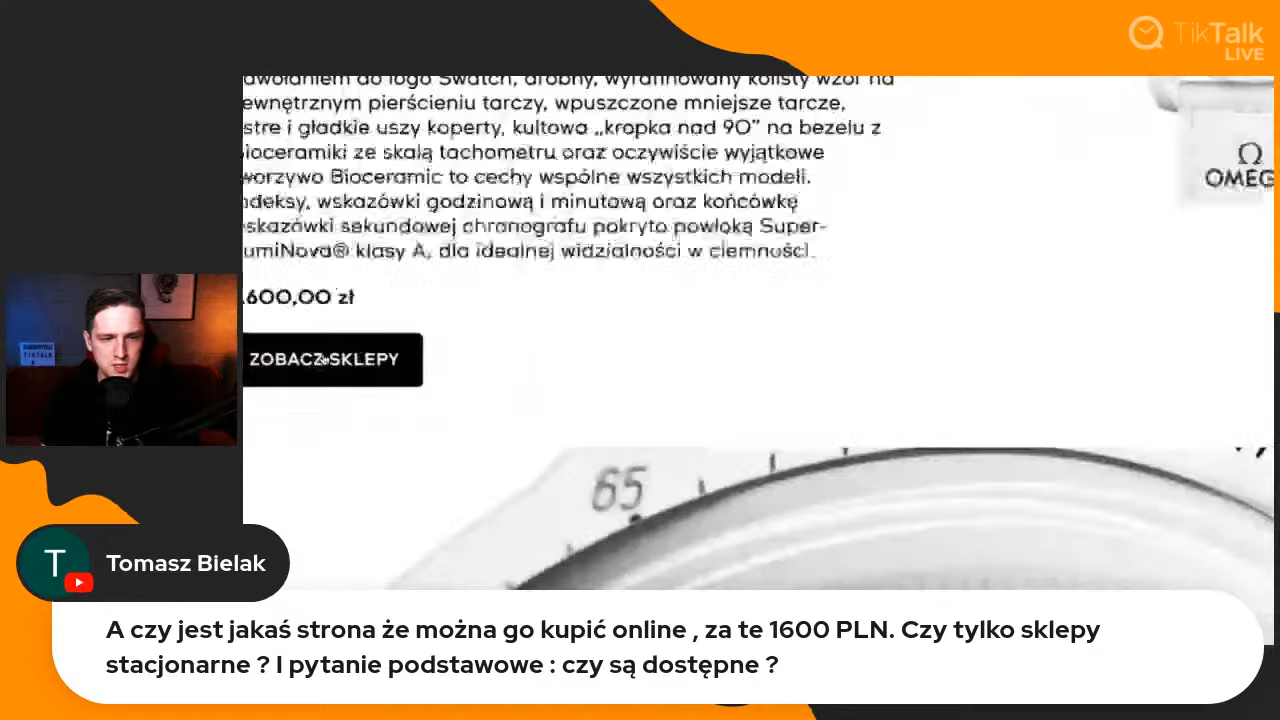 TikTalk
LIVE
do logo Swatch, drobny, wyrafinowany kolisty wzór na
ewnętrznym pierścieniu tarczy, wpuszczone mniejsze tarcze,
stre i gładkie uszy koperty, kultowa „kropka nad 90” na bezelu z
ioceramiki ze skalą tachometru oraz oczywiście wyjątkowe
worzywo Bioceramic to cechy wspólne wszystkich modeli.
ndeksy, wskazówki godzinową i minutową oraz końcówkę
skazówki sekundowej chronografu pokryto powłoką Super-
umiNova® klasy A, dla idealnej widzialności w ciemności.
.600,00 zł
ZOBACZ SKLEPY
Ω
OMEG
65
T
Tomasz Bielak
A czy jest jakaś strona że można go kupić online , za te 1600 PLN. Czy tylko sklepy
stacjonarne ? I pytanie podstawowe : czy są dostępne ?